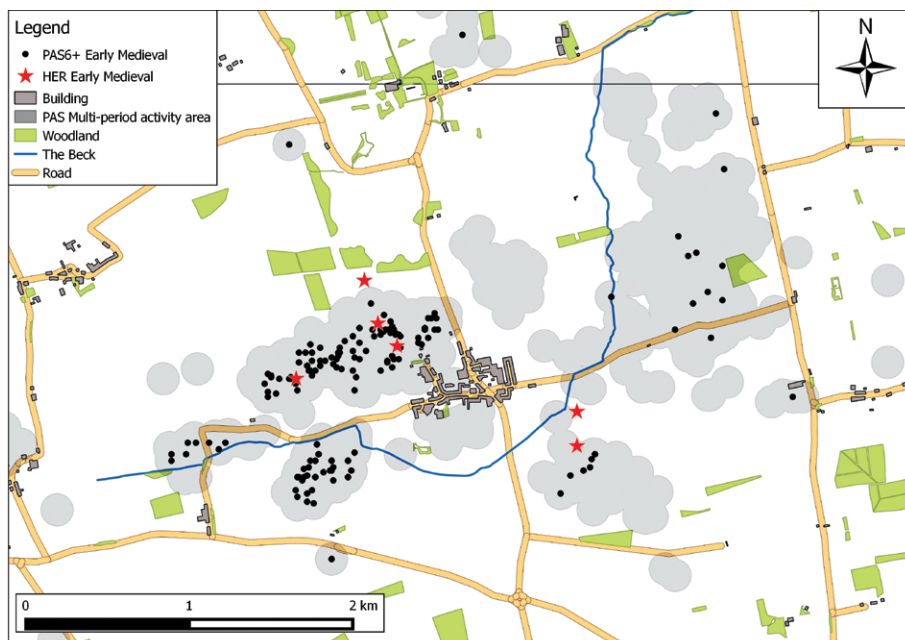 Legend
PAS6+ Early Medieval
HER Early Medieval
Building
PAS Multi-period activity area
Woodland
The Beck
Road
N
0 1 2 km